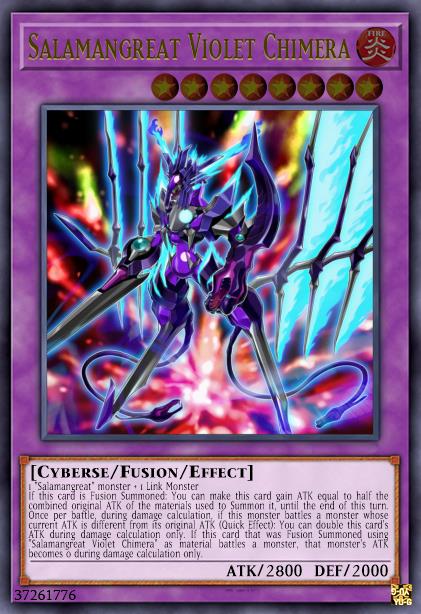 Salamangreat Violet Chimera
FIRE
炎
[Cyberse/Fusion/Effect]
1 "Salamangreat" monster + 1 Link Monster
If this card is Fusion Summoned: You can make this card gain ATK equal to half the
combined original ATK of the materials used to Summon it, until the end of this turn.
Once per battle, during damage calculation, if this monster battles a monster whose
current ATK is different from its original ATK (Quick Effect): You can double this card's
ATK during damage calculation only. If this card that was Fusion Summoned using
"Salamangreat Violet Chimera" as material battles a monster, that monster's ATK
becomes 0 during damage calculation only.
ATK/2800 DEF/2000
37261776